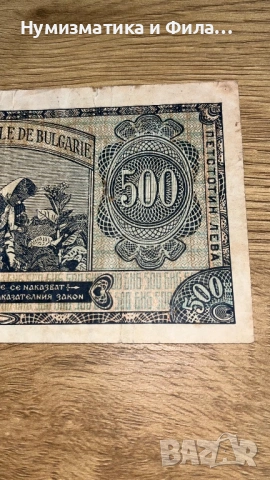 Нумизматика и Фила...
LE DE BULGARIE
500
ПЕТСТОТИН ЛЕВА
Е СЕ НАКАЗВАТ
НАКАЗАТЕЛНИЯ ЗАКОН
500
BAZAR